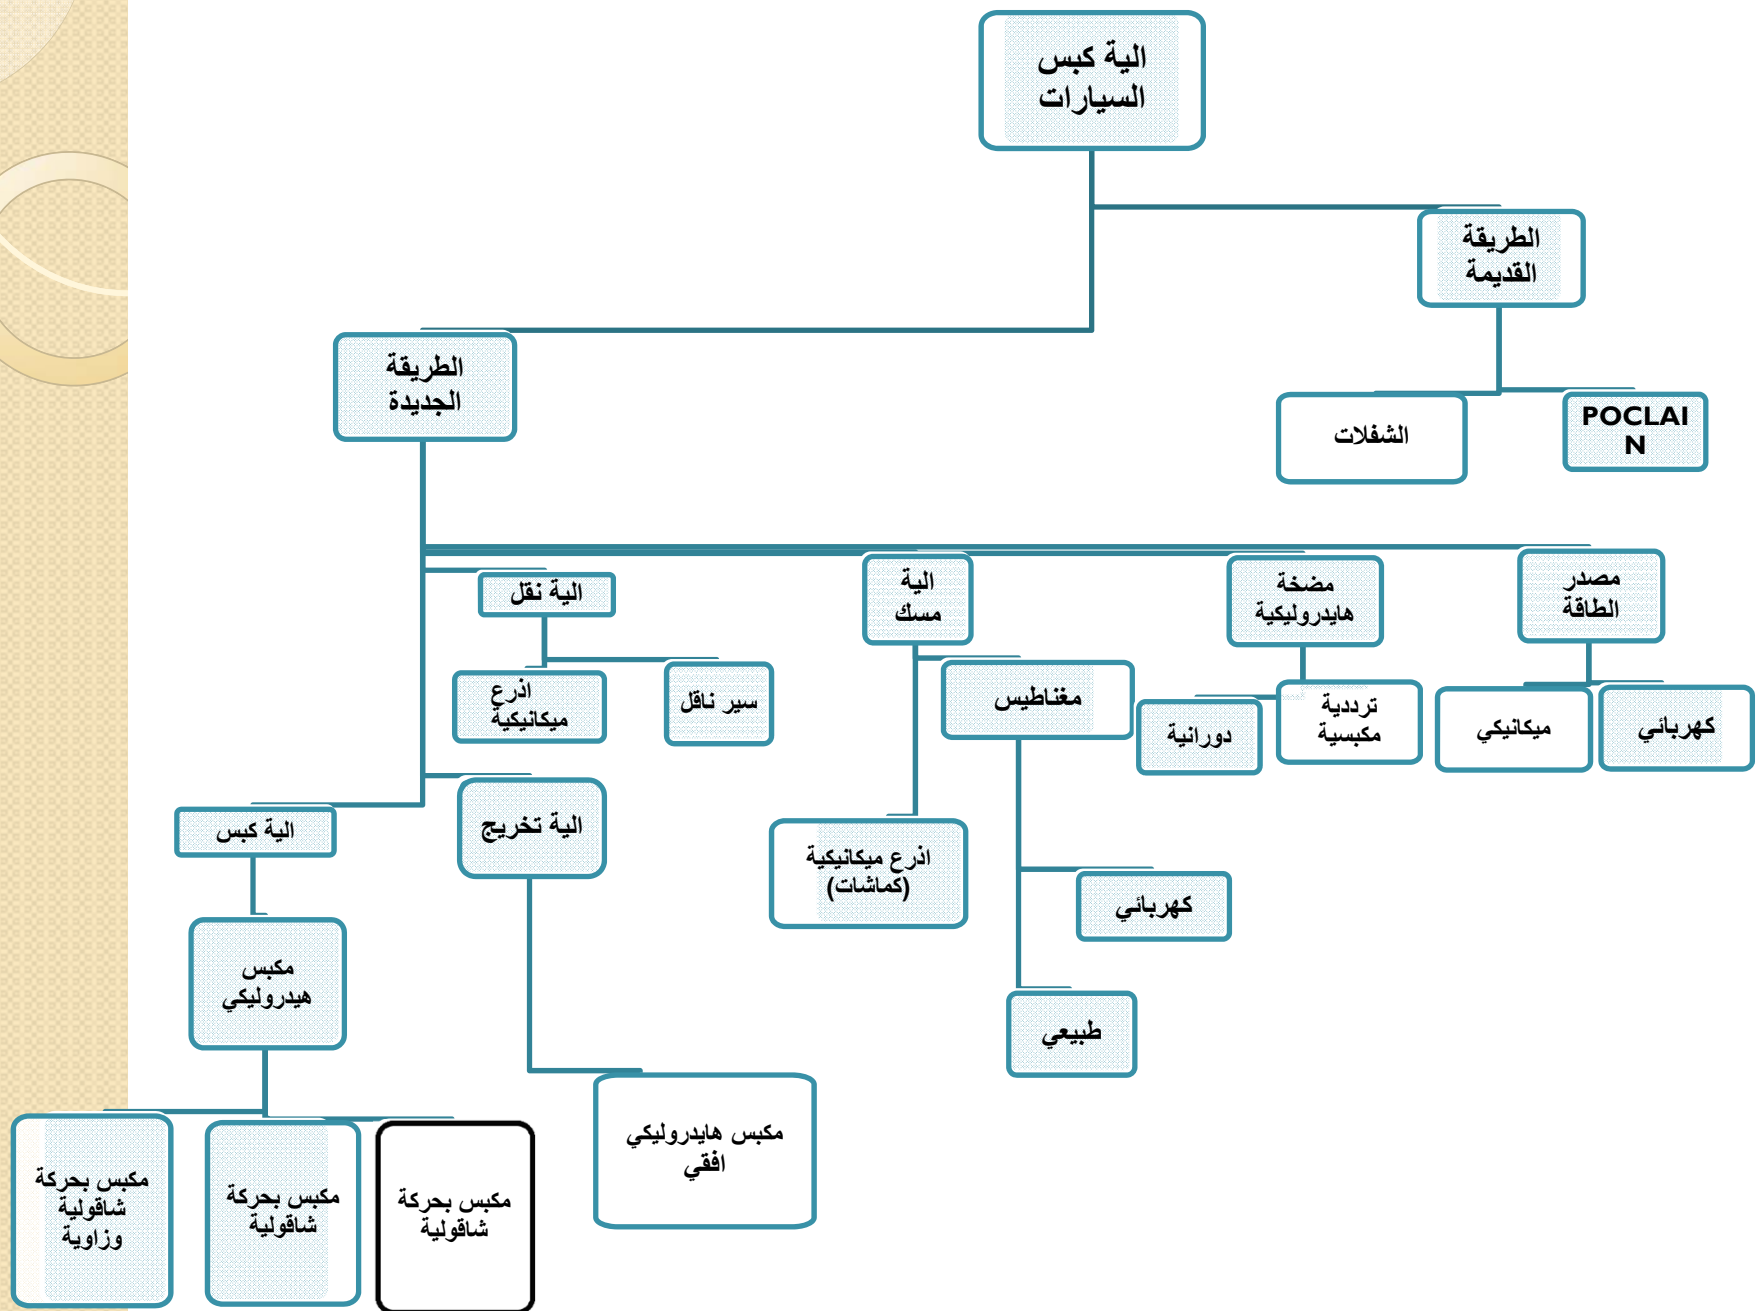 الية كبس
السيارات
الطريقة
القديمة
الطريقة
الجديدة
POCLAI
N
الشفلات
مصدر
الطاقة
مضخة
هايدروليكية
الية
مسك
الية نقل
كهربائي
ميكانيكي
ترددية
مكبسية
دورانية
مغناطيس
سير ناقل
اذرع
ميكانيكية
الية تخريج
الية كبس
اذرع ميكانيكية
(كماشات)
كهربائي
طبيعي
مكبس
هيدروليكي
مكبس هايدروليكي
افقي
مكبس بحركة
شاقولية
مكبس بحركة
شاقولية
مكبس بحركة
شاقولية
وزاوية